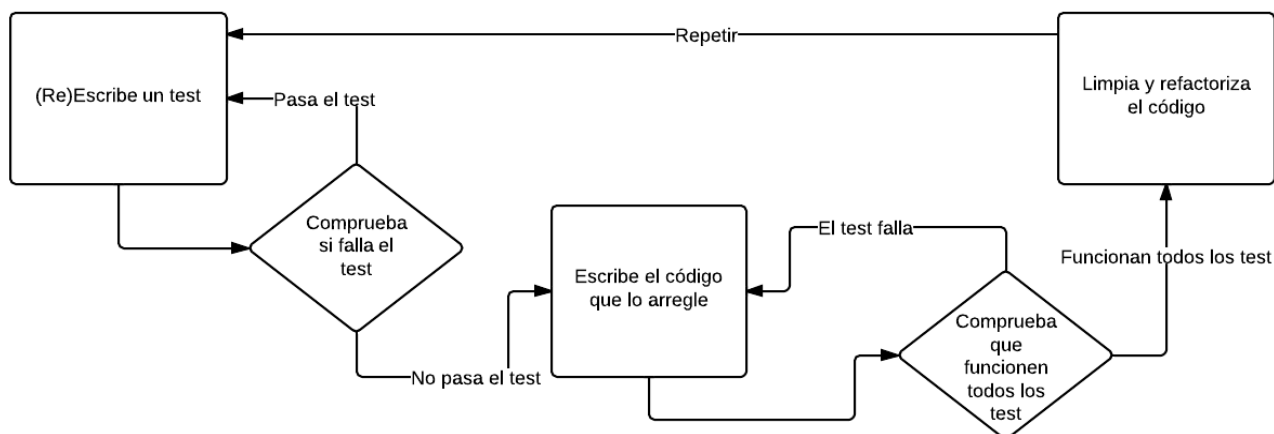 Repetir
(Re)Escribe un test
Pasa el test
Limpia y refactoriza
el código
Comprueba
si falla el
test
El test falla
Funcionan todos los test
Escribe el código
que lo arregle
Comprueba
que
funcionen
todos los
test
No pasa el test